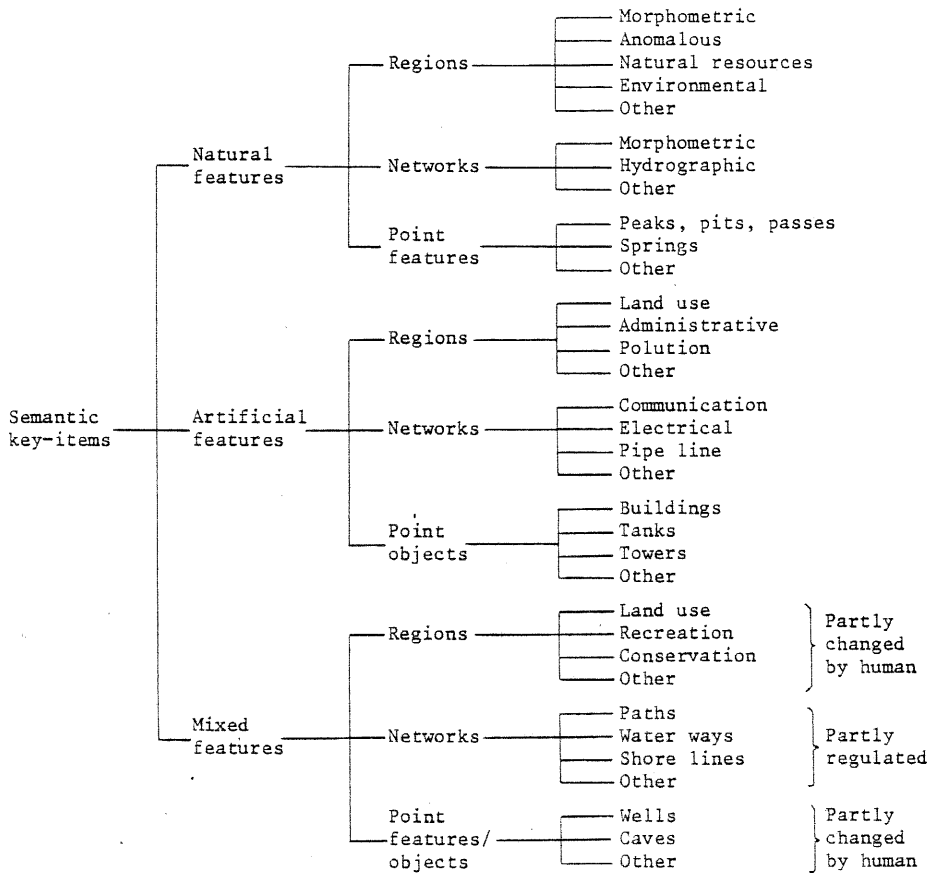 Semantic
key-items
Natural
features
Regions
Morphometric
Anomalous
Natural resources
Environmental
Other
Networks
Morphometric
Hydrographic
Other
Point
features
Peaks, pits, passes
Springs
Other
Artificial
features
Regions
Land use
Administrative
Polution
Other
Networks
Communication
Electrical
Pipe line
Other
Point
objects
Buildings
Tanks
Towers
Other
Mixed
features
Regions
Land use
Recreation
Conservation
Other
Partly
changed
by human
Networks
Paths
Water ways
Shore lines
Other
Partly
regulated
Point
features/
objects
Wells
Caves
Other
Partly
changed
by human